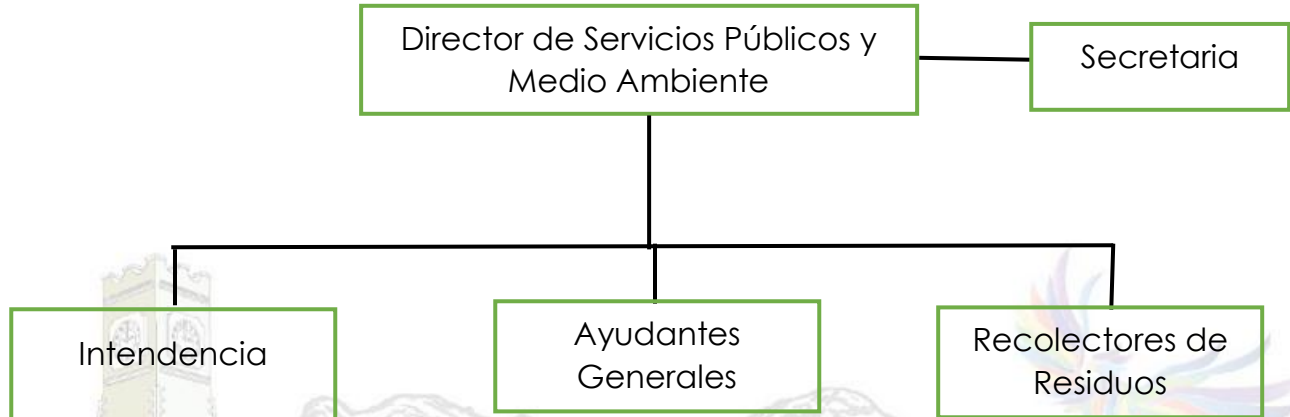 Director de Servicios Públicos y
Medio Ambiente
Secretaria
Intendencia
Ayudantes
Generales
Recolectores de
Residuos